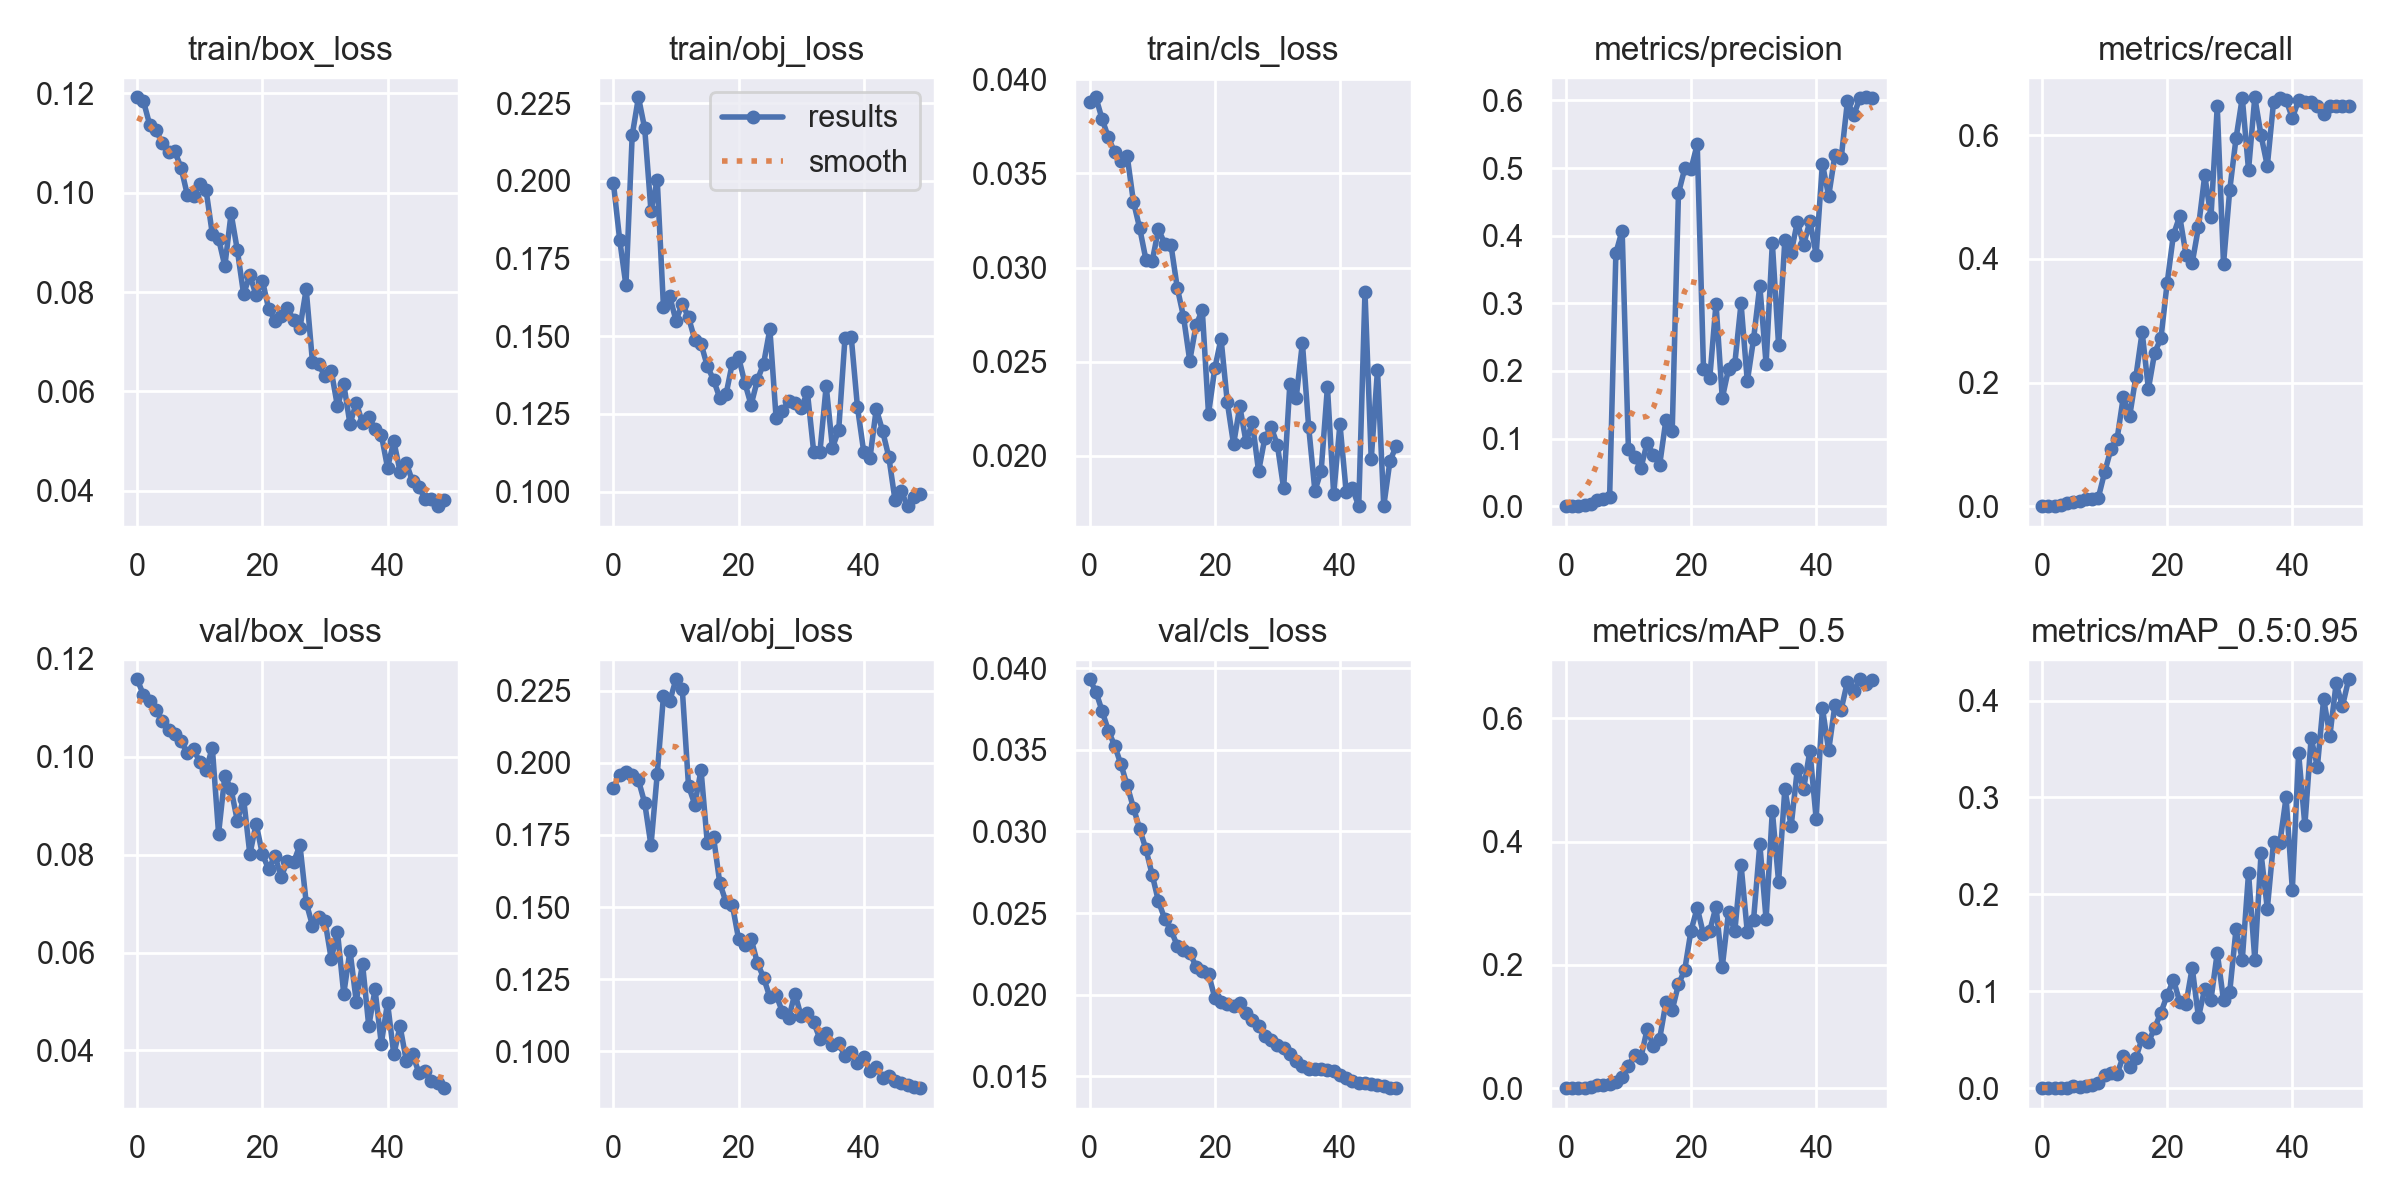 train/box_loss
0.12
0.10
0.08
0.06
0.04
0 20 40
train/obj_loss
results
smooth
0.225
0.200
0.175
0.150
0.125
0.100
0 20 40
train/cls_loss
0.040
0.035
0.030
0.025
0.020
0 20 40
metrics/precision
0.6
0.5
0.4
0.3
0.2
0.1
0.0
0 20 40
metrics/recall
0.6
0.4
0.2
0.0
0 20 40
val/box_loss
0.12
0.10
0.08
0.06
0.04
0 20 40
val/obj_loss
0.225
0.200
0.175
0.150
0.125
0.100
0 20 40
val/cls_loss
0.040
0.035
0.030
0.025
0.020
0.015
0 20 40
metrics/mAP_0.5
0.6
0.4
0.2
0.0
0 20 40
metrics/mAP_0.5:0.95
0.4
0.3
0.2
0.1
0.0
0 20 40